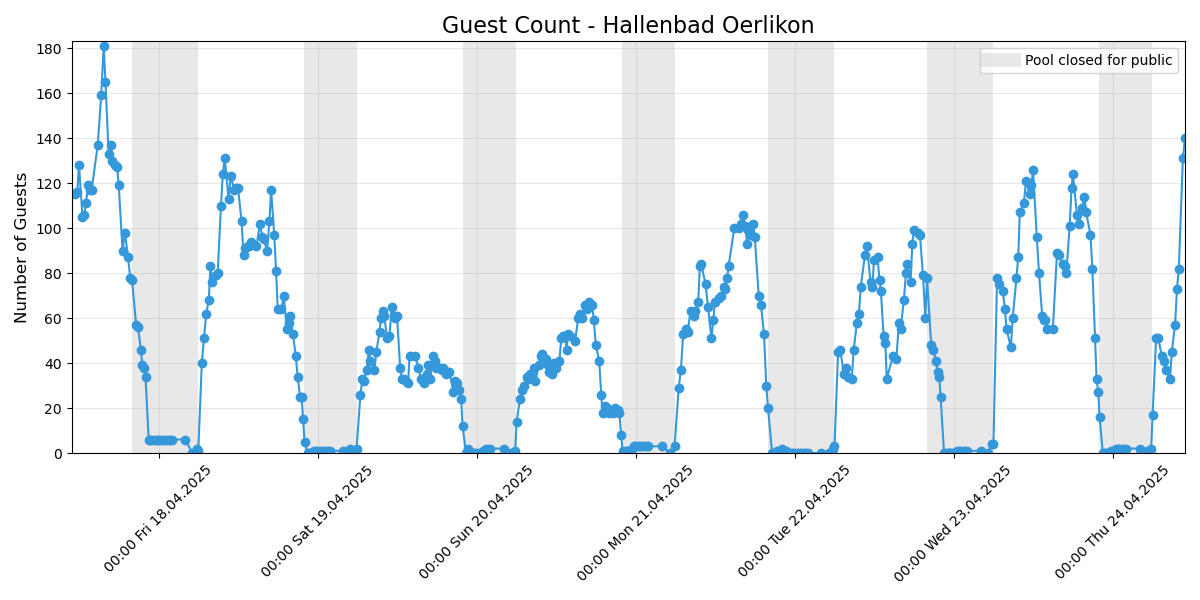 Guest Count - Hallenbad Oerlikon
Pool closed for public
Number of Guests
180
160
140
120
100
80
60
40
20
0
00:00 Fri 18.04.2025
00:00 Sat 19.04.2025
00:00 Sun 20.04.2025
00:00 Mon 21.04.2025
00:00 Tue 22.04.2025
00:00 Wed 23.04.2025
00:00 Thu 24.04.2025